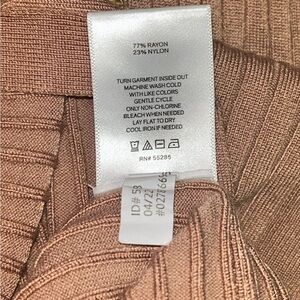 77% RAYON
23% NYLON
TURN GARMENT INSIDE OUT
MACHINE WASH COLD
WITH LIKE COLORS
GENTLE CYCLE
ONLY NON-CHLORINE
BLEACH WHEN NEEDED
LAY FLAT TO DRY
COOL IRON IF NEEDED
RN# 55285
ID# 58
04/22